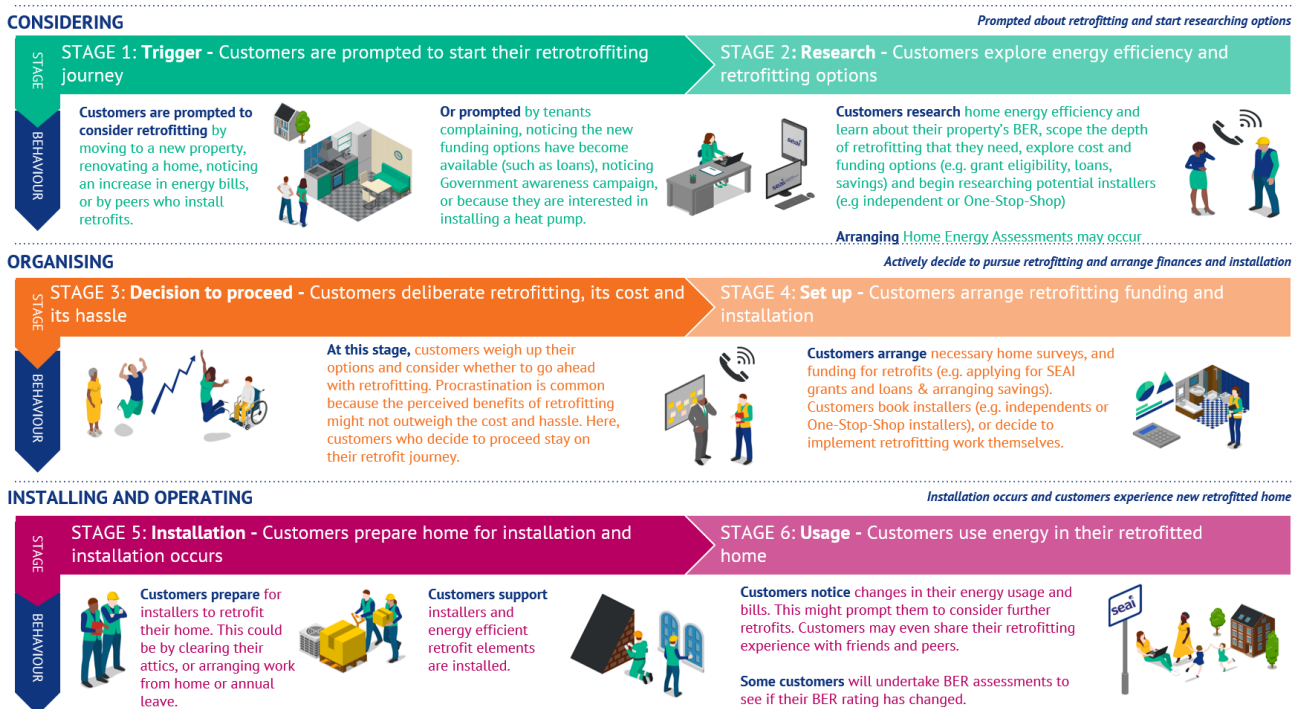 CONSIDERING
Prompted about retrofitting and start researching options
STAGE
STAGE 1: Trigger - Customers are prompted to start their retrotroffiting
journey
STAGE 2: Research - Customers explore energy efficiency and
retrofitting options
BEHAVIOUR
Customers are prompted to
consider retrofitting by
moving to a new property,
renovating a home, noticing
an increase in energy bills,
or by peers who install
retrofits.
Or prompted by tenants
complaining, noticing the new
funding options have become
available (such as loans), noticing
Government awareness campaign,
or because they are interested in
installing a heat pump.
seai
seai
Customers research home energy efficiency and
learn about their property's BER, scope the depth
of retrofitting that they need, explore cost and
funding options (e.g. grant eligibility, loans,
savings) and begin researching potential installers
(e.g independent or One-Stop-Shop)
Arranging Home Energy Assessments may occur
ORGANISING
Actively decide to pursue retrofitting and arrange finances and installation
STAGE
STAGE 3: Decision to proceed - Customers deliberate retrofitting, its cost and
its hassle
STAGE 4: Set up - Customers arrange retrofitting funding and
installation
BEHAVIOUR
At this stage, customers weigh up their
options and consider whether to go ahead
with retrofitting. Procrastination is common
because the perceived benefits of retrofitting
might not outweigh the cost and hassle. Here,
customers who decide to proceed stay on
their retrofit journey.
Customers arrange necessary home surveys, and
funding for retrofits (e.g. applying for SEAI
grants and loans & arranging savings).
Customers book installers (e.g. independents or
One-Stop-Shop installers), or decide to
implement retrofitting work themselves.
INSTALLING AND OPERATING
Installation occurs and customers experience new retrofitted home
STAGE
STAGE 5: Installation - Customers prepare home for installation and
installation occurs
STAGE 6: Usage - Customers use energy in their retrofitted
home
BEHAVIOUR
Customers prepare for
installers to retrofit
their home. This could
be by clearing their
attics, or arranging work
from home or annual
leave.
Customers support
installers and
energy efficient
retrofit elements
are installed.
Customers notice changes in their energy usage and
bills. This might prompt them to consider further
retrofits. Customers may even share their retrofitting
experience with friends and peers.
Some customers will undertake BER assessments to
see if their BER rating has changed.
seai